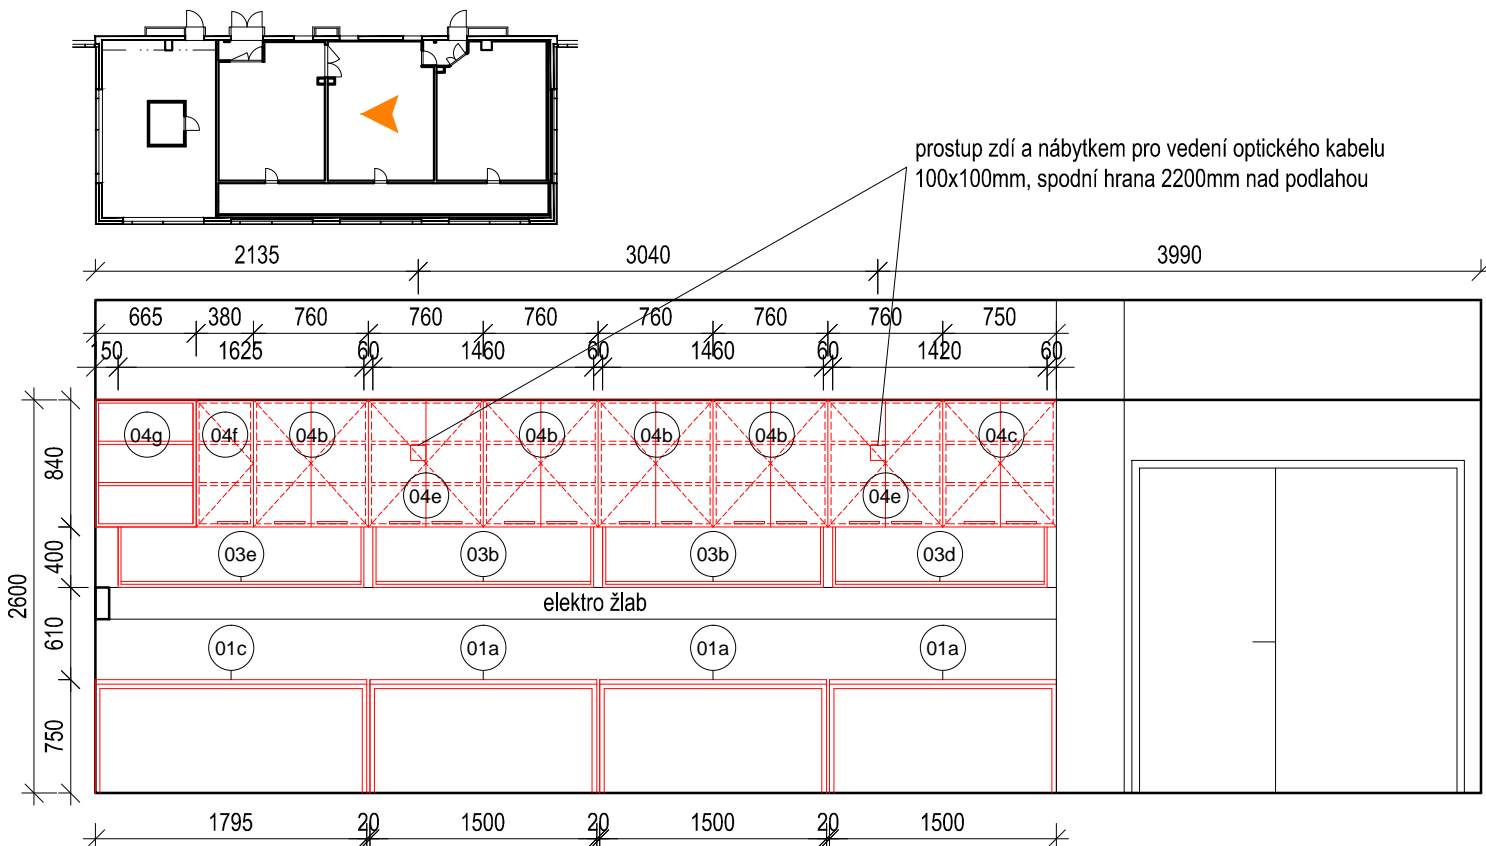 prostup zdí a nábytkem pro vedení optického kabelu
100x100mm, spodní hrana 2200mm nad podlahou
2135 3040 3990
665 380 760 760 760 760 760 760 750
150 1625 60 1460 60 1460 60 1420 60
04g 04f 04b 04b 04b 04b 04c
840
04e 04e
400
03e 03b 03b 03d
2600
elektro žlab
610
01c 01a 01a 01a
750
1795 20 1500 20 1500 20 1500